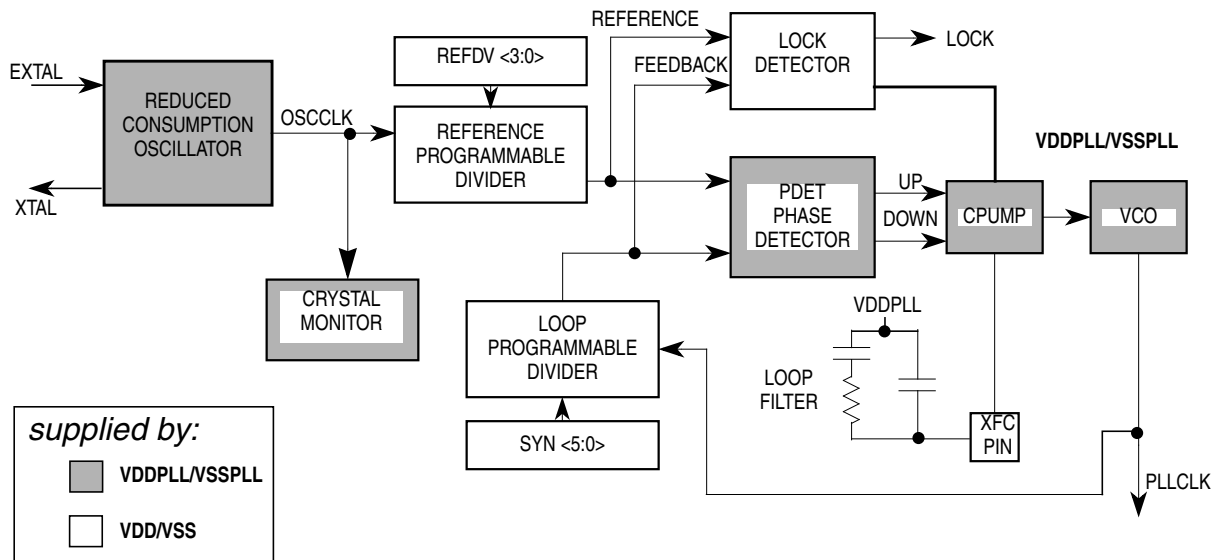 REFERENCE
LOCK
DETECTOR
LOCK
REFDV <3:0>
FEEDBACK
EXTAL
REDUCED
CONSUMPTION
OSCILLATOR
OSCCLK
REFERENCE
PROGRAMMABLE
DIVIDER
XTAL
VDDPLL/VSSPLL
PDET
PHASE
DETECTOR
UP
DOWN
CPUMP
VCO
CRYSTAL
MONITOR
LOOP
PROGRAMMABLE
DIVIDER
VDDPLL
LOOP
FILTER
XFC
PIN
SYN <5:0>
PLLCLK
supplied by:
VDDPLL/VSSPLL
VDD/VSS